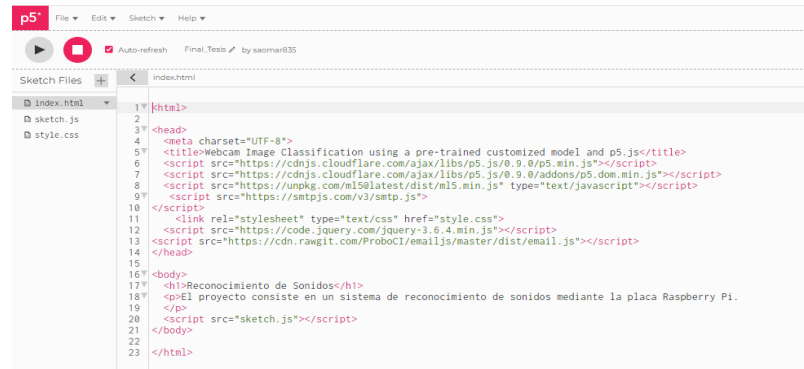 p5* File ▾ Edit ▾ Sketch ▾ Help ▾
Auto-refresh Final_Tesis by saomar835
Sketch Files + < index.html
index.html
sketch.js
style.css
1 <html>
2
3 <head>
4 <meta charset="UTF-8">
5 <title>Webcam Image Classification using a pre-trained customized model and p5.js</title>
6 <script src="https://cdnjs.cloudflare.com/ajax/libs/p5.js/0.9.0/p5.min.js"></script>
7 <script src="https://cdnjs.cloudflare.com/ajax/libs/p5.js/0.9.0/addons/p5.dom.min.js"></script>
8 <script src="https://unpkg.com/ml5@latest/dist/ml5.min.js" type="text/javascript"></script>
9 <script src="https://smtpjs.com/v3/smtp.js">
10 </script>
11 <link rel="stylesheet" type="text/css" href="style.css">
12 <script src="https://code.jquery.com/jquery-3.6.4.min.js"></script>
13 <script src="https://cdn.rawgit.com/ProboCI/emailjs/master/dist/email.js"></script>
14 </head>
15
16 <body>
17 <h1>Reconocimiento de Sonidos</h1>
18 <p>El proyecto consiste en un sistema de reconocimiento de sonidos mediante la placa Raspberry Pi.
19 </p>
20 <script src="sketch.js"></script>
21 </body>
22
23 </html>